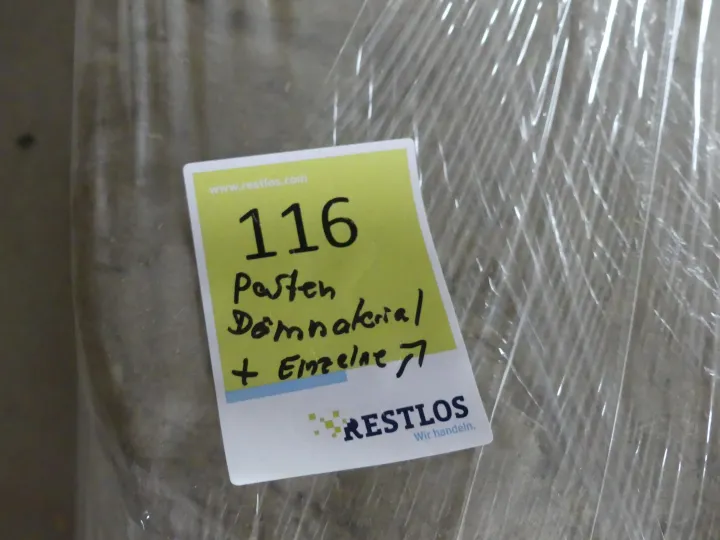 www.restlos.com
116
Posten
Dämmaterial
+ Einzelne ↗
RESTLOS
Wir handeln.